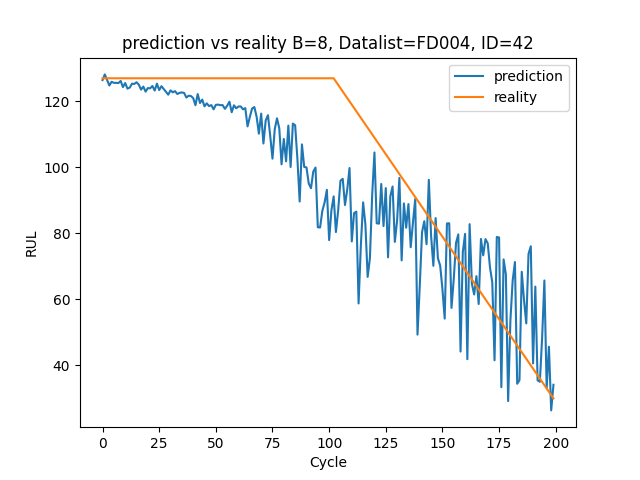 prediction vs reality B=8, Datalist=FD004, ID=42
prediction
reality
120
100
80
60
40
RUL
0 25 50 75 100 125 150 175 200
Cycle